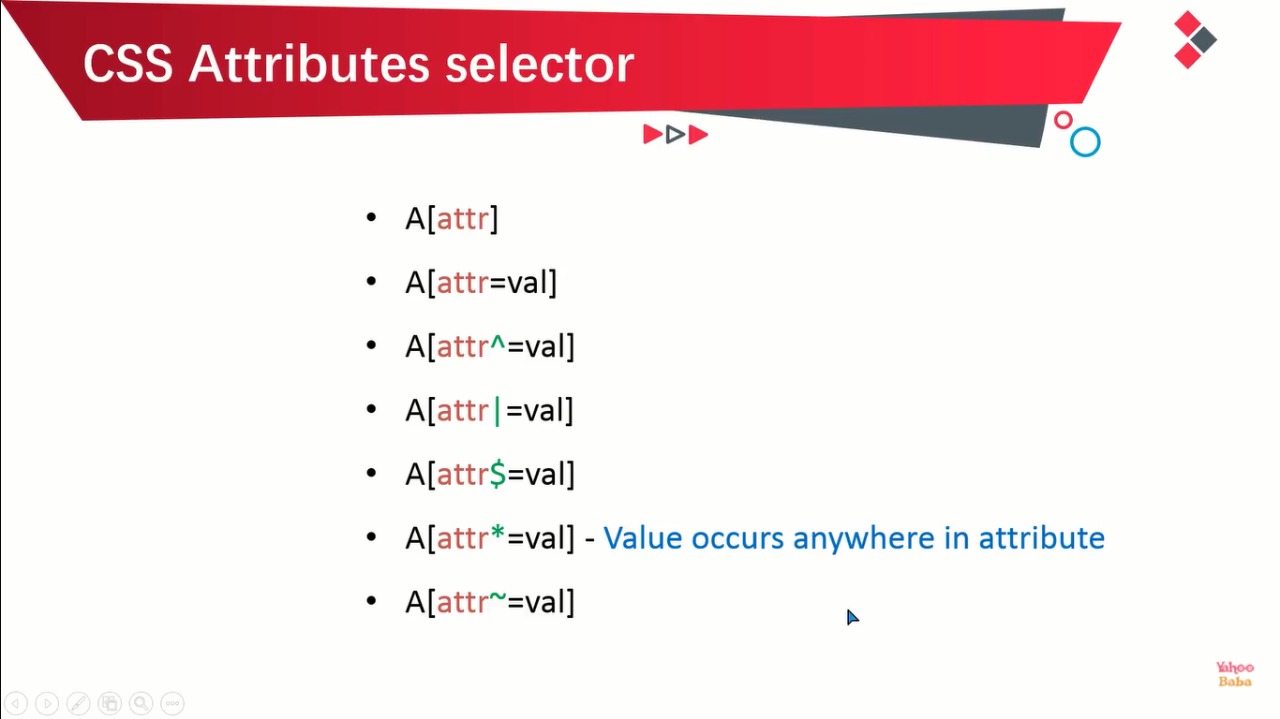 CSS Attributes selector
• A[attr]
• A[attr=val]
• A[attr^=val]
• A[attr|=val]
• A[attr$=val]
• A[attr*=val] - Value occurs anywhere in attribute
• A[attr~=val]
Yahoo
Baba